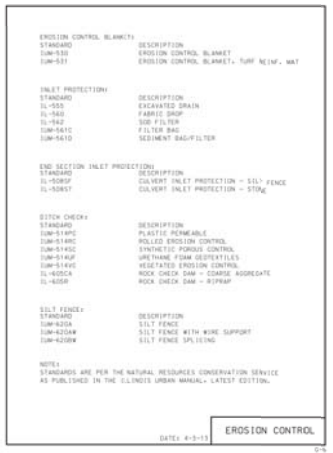 EROSION CONTROL BLANKET:
STANDARD DESCRIPTION
IUM-530 EROSION CONTROL BLANKET
IUM-531 EROSION CONTROL BLANKET, TURF REINF. MAT
INLET PROTECTION:
STANDARD DESCRIPTION
IL-555 EXCAVATED DRAIN
IL-560 FABRIC DROP
IL-562 SOD FILTER
IUM-561C FILTER BAG
IUM-561D SEDIMENT BAG/FILTER
END SECTION INLET PROTECTION:
STANDARD DESCRIPTION
IL-508SF CULVERT INLET PROTECTION - SILT FENCE
IL-508ST CULVERT INLET PROTECTION - STONE
DITCH CHECK:
STANDARD DESCRIPTION
IUM-514PC PLASTIC PERMEABLE
IUM-514RC ROLLED EROSION CONTROL
IUM-514SC SYNTHETIC POROUS CONTROL
IUM-514UF URETHANE FOAM GEOTEXTILES
IUM-514VC VEGETATED EROSION CONTROL
IL-605CA ROCK CHECK DAM - COARSE AGGREGATE
IL-605R ROCK CHECK DAM - RIPRAP
SILT FENCE:
STANDARD DESCRIPTION
IUM-620A SILT FENCE
IUM-620AW SILT FENCE WITH WIRE SUPPORT
IUM-620BW SILT FENCE SPLICING
NOTE:
STANDARDS ARE PER THE NATURAL RESOURCES CONSERVATION SERVICE
AS PUBLISHED IN THE ILLINOIS URBAN MANUAL, LATEST EDITION.
DATE: 4-3-13
EROSION CONTROL
D-6